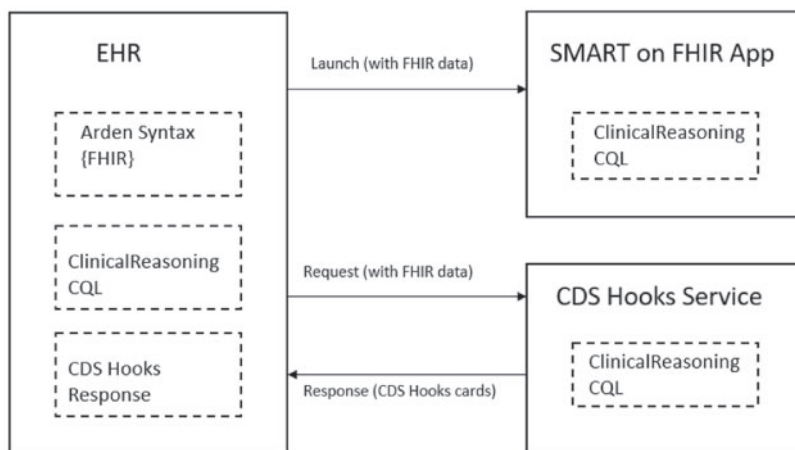 EHR
Arden Syntax
{FHIR}
ClinicalReasoning
CQL
CDS Hooks
Response
Launch (with FHIR data)
Request (with FHIR data)
Response (CDS Hooks cards)
SMART on FHIR App
ClinicalReasoning
CQL
CDS Hooks Service
ClinicalReasoning
CQL